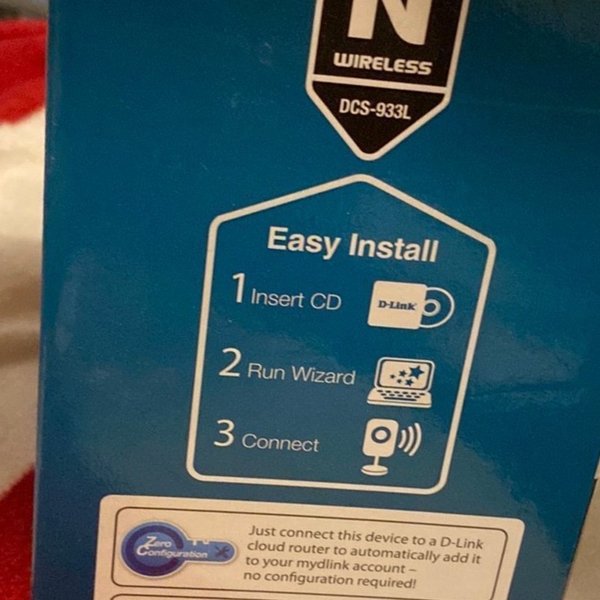 N
WIRELESS
DCS-933L
Easy Install
1 Insert CD
D-Link
2 Run Wizard
3 Connect
Zero
Configuration
Just connect this device to a D-Link
cloud router to automatically add it
to your mydlink account –
no configuration required!